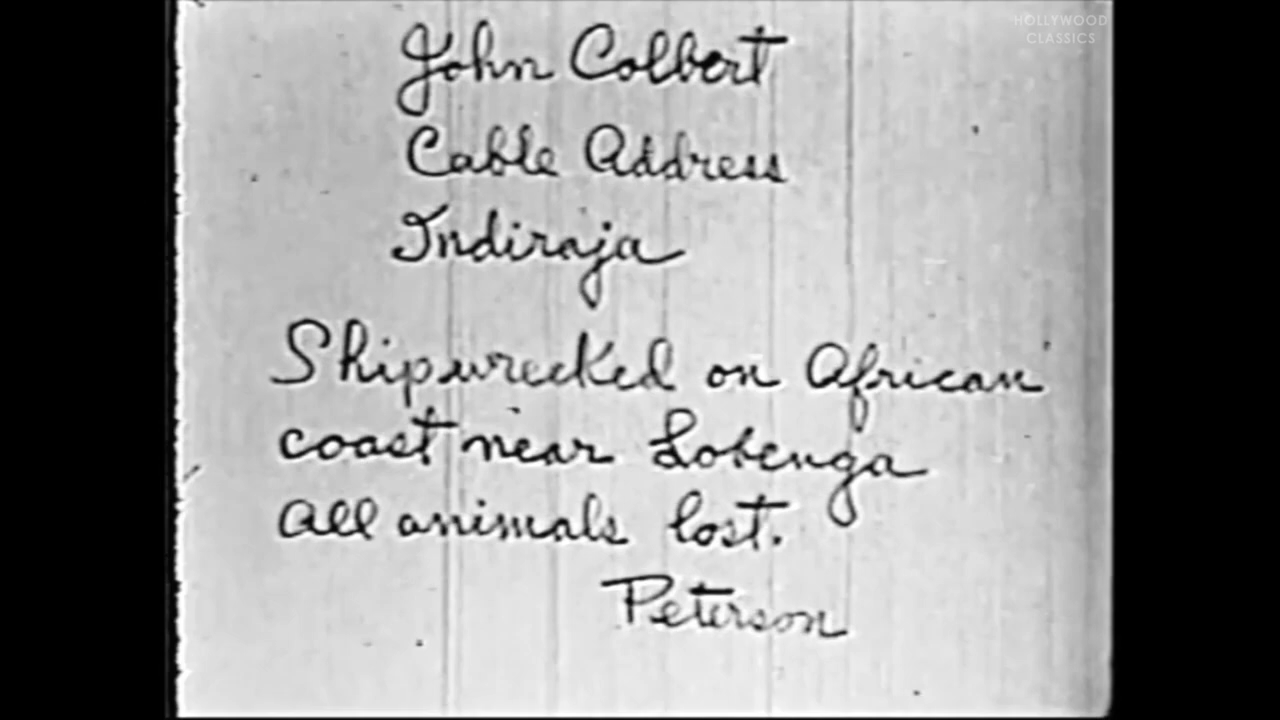 HOLLYWOOD
CLASSICS
John Colbert
Cable Address
Indiraja
Shipwrecked on African
coast near Lobenga
All animals lost.
Peterson